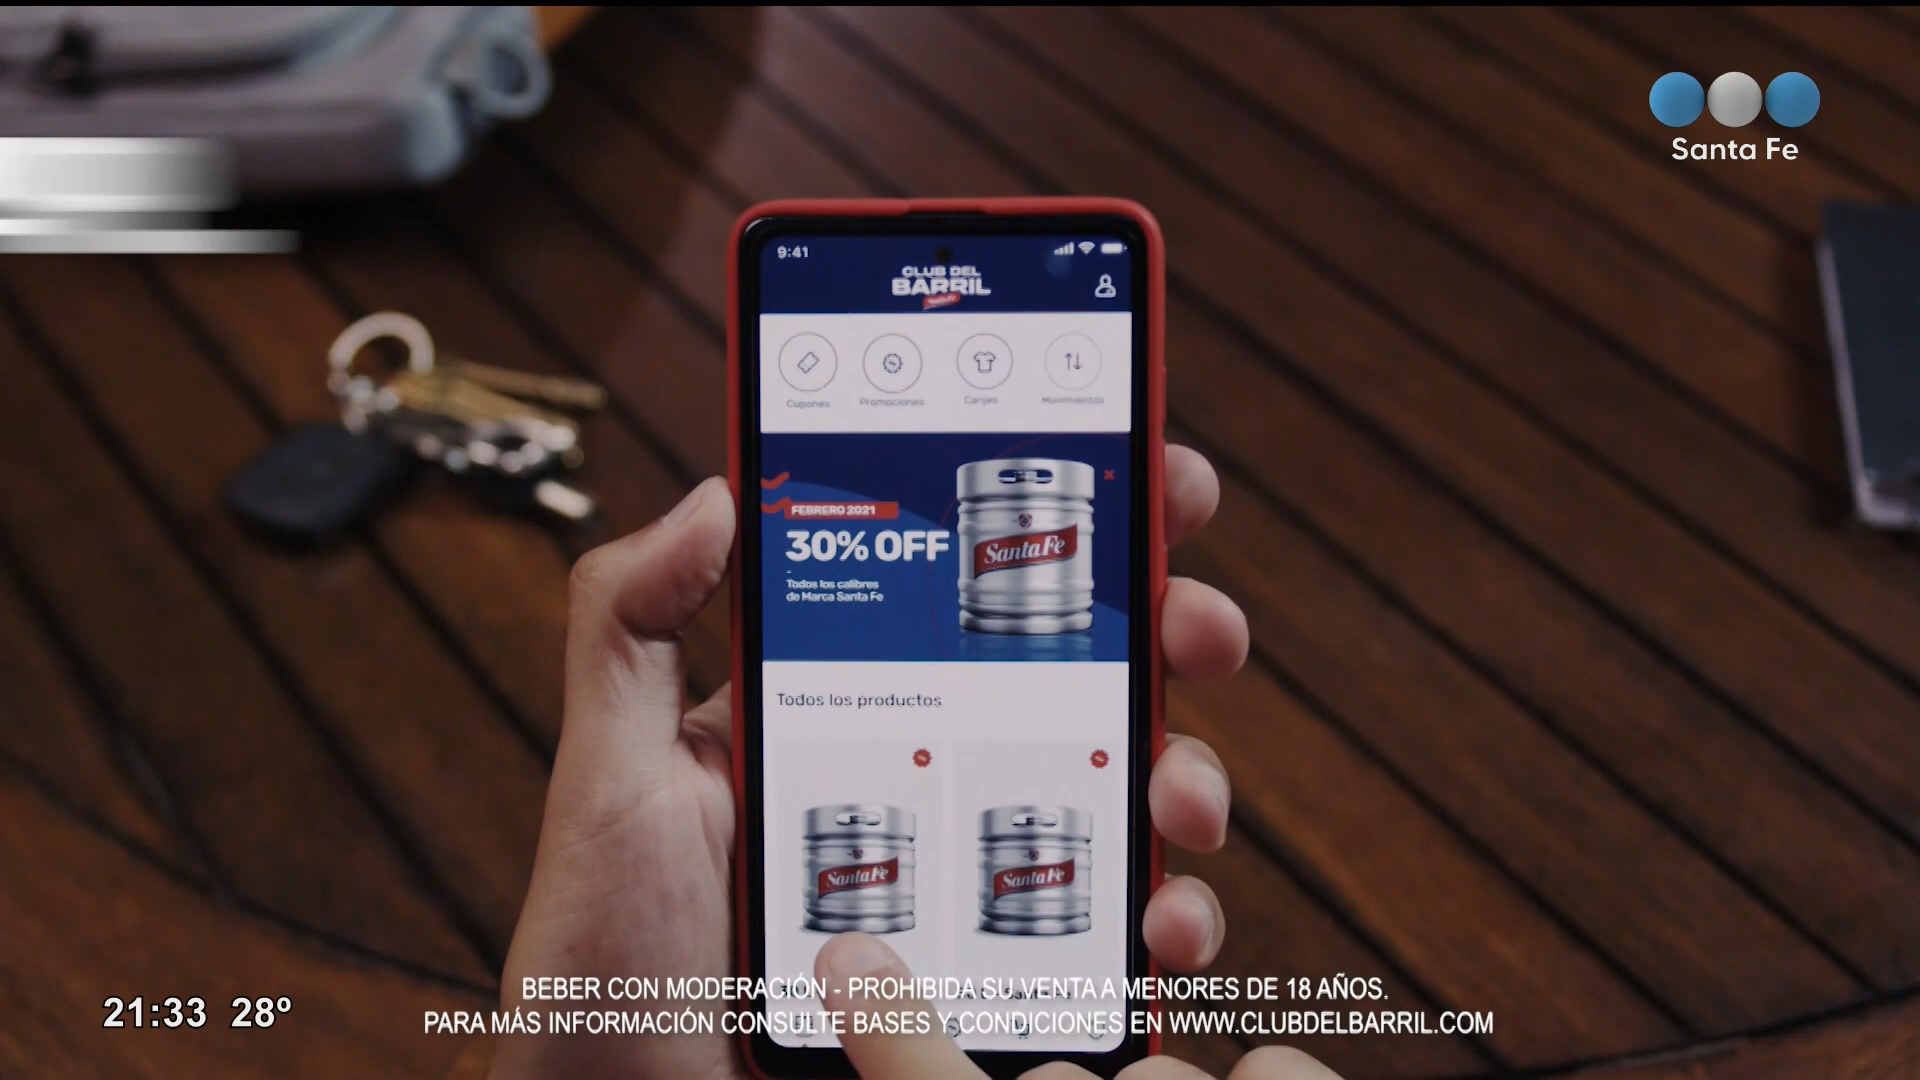 Santa Fe
9:41
CLUB DEL
BARRIL
Santa Fe
Cupones
Promociones
Canjes
Movimientos
FEBRERO 2021
30% OFF
Todos los calibres
de Marca Santa Fe
Santa Fe
Todos los productos
Santa Fe
Santa Fe
BEBER CON MODERACIÓN - PROHIBIDA SU VENTA A MENORES DE 18 AÑOS.
PARA MÁS INFORMACIÓN CONSULTE BASES Y CONDICIONES EN WWW.CLUBDELBARRIL.COM
21:33 28º